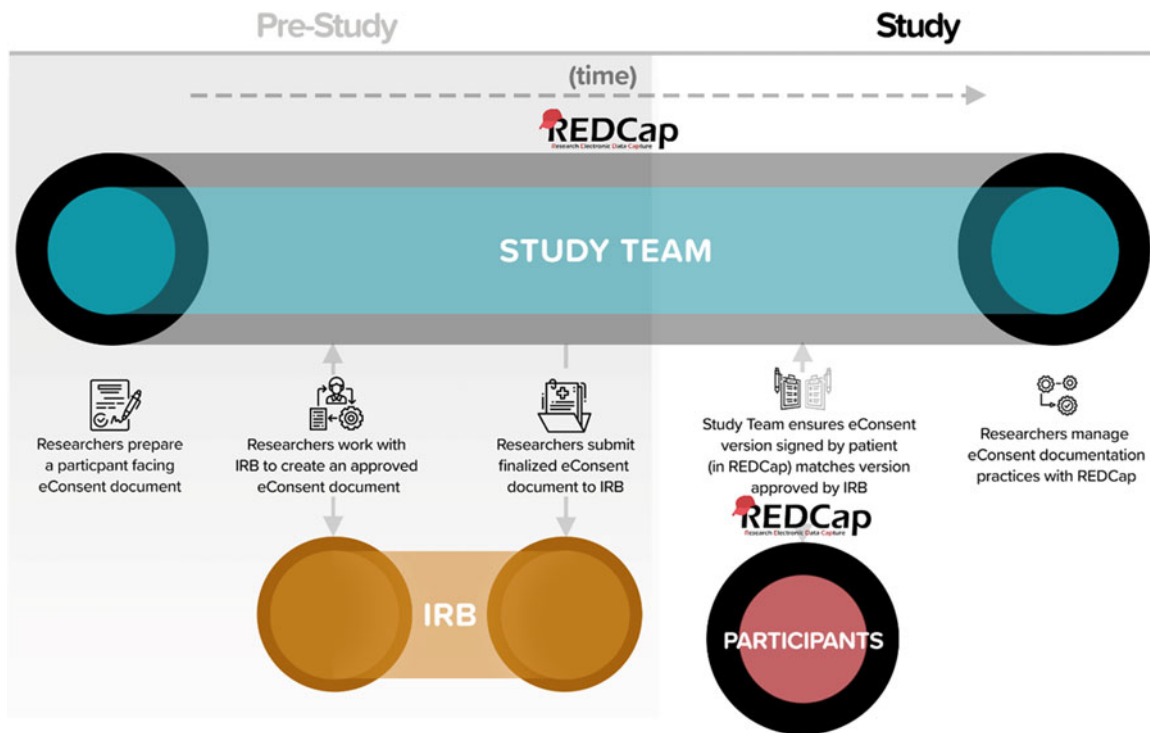 Pre-Study
Study
(time)
REDCap
Research Electronic Data Capture
STUDY TEAM
Researchers prepare
a particpant facing
eConsent document
Researchers work with
IRB to create an approved
eConsent document
Researchers submit
finalized eConsent
document to IRB
Study Team ensures eConsent
version signed by patient
(in REDCap) matches version
approved by IRB
Researchers manage
eConsent documentation
practices with REDCap
REDCap
Research Electronic Data Capture
IRB
PARTICIPANTS